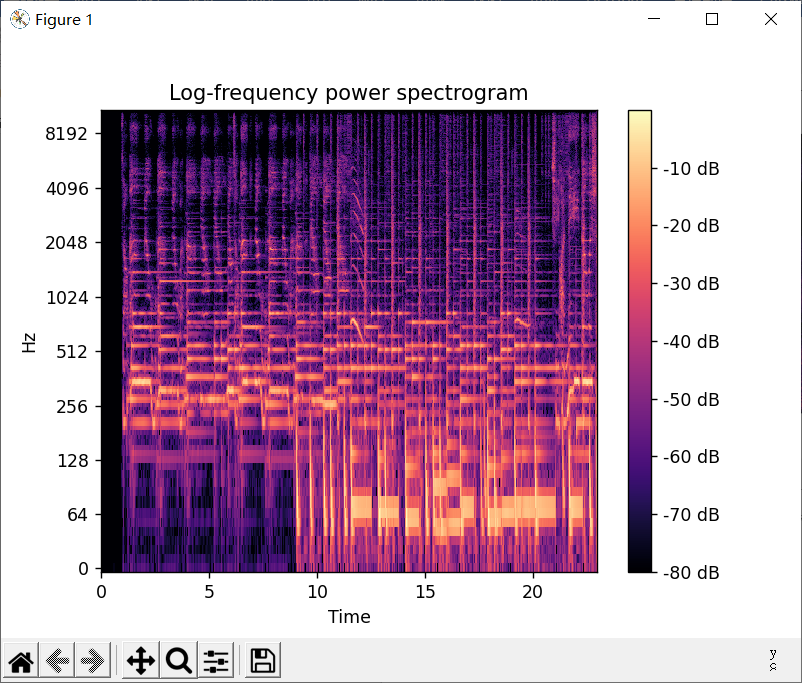 Figure 1
Log-frequency power spectrogram
8192
4096
2048
1024
512
256
128
64
0
Hz
0
5
10
15
20
Time
-10 dB
-20 dB
-30 dB
-40 dB
-50 dB
-60 dB
-70 dB
-80 dB
y
c